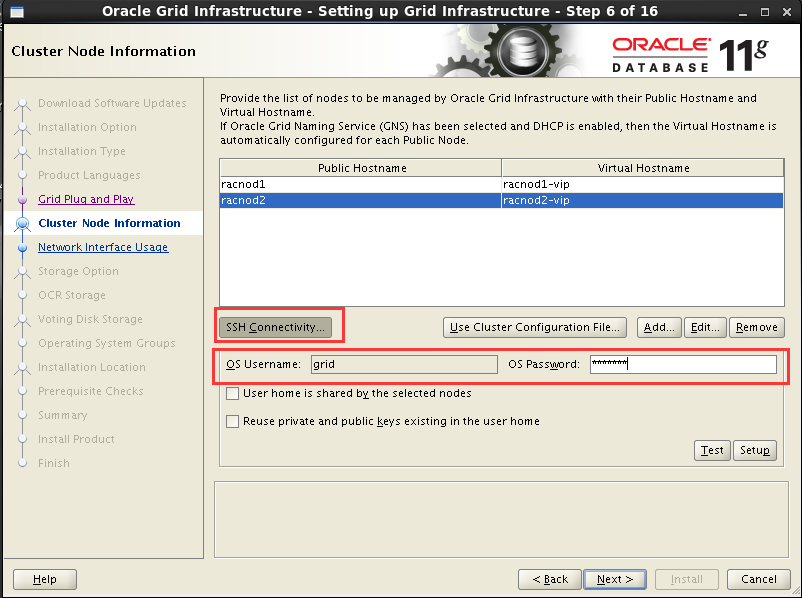 Oracle Grid Infrastructure - Setting up Grid Infrastructure - Step 6 of 16
Cluster Node Information
ORACLE® 11g
DATABASE
Download Software Updates
Installation Option
Installation Type
Product Languages
Grid Plug and Play
Cluster Node Information
Network Interface Usage
Storage Option
OCR Storage
Voting Disk Storage
Operating System Groups
Installation Location
Prerequisite Checks
Summary
Install Product
Finish
Provide the list of nodes to be managed by Oracle Grid Infrastructure with their Public Hostname and
Virtual Hostname.
If Oracle Grid Naming Service (GNS) has been selected and DHCP is enabled, then the Virtual Hostname is
automatically configured for each Public Node.
Public Hostname Virtual Hostname
racnod1 racnod1-vip
racnod2 racnod2-vip
SSH Connectivity... Use Cluster Configuration File... Add... Edit... Remove
OS Username: grid OS Password: *******
User home is shared by the selected nodes
Reuse private and public keys existing in the user home
Test Setup
Help < Back Next > Install Cancel